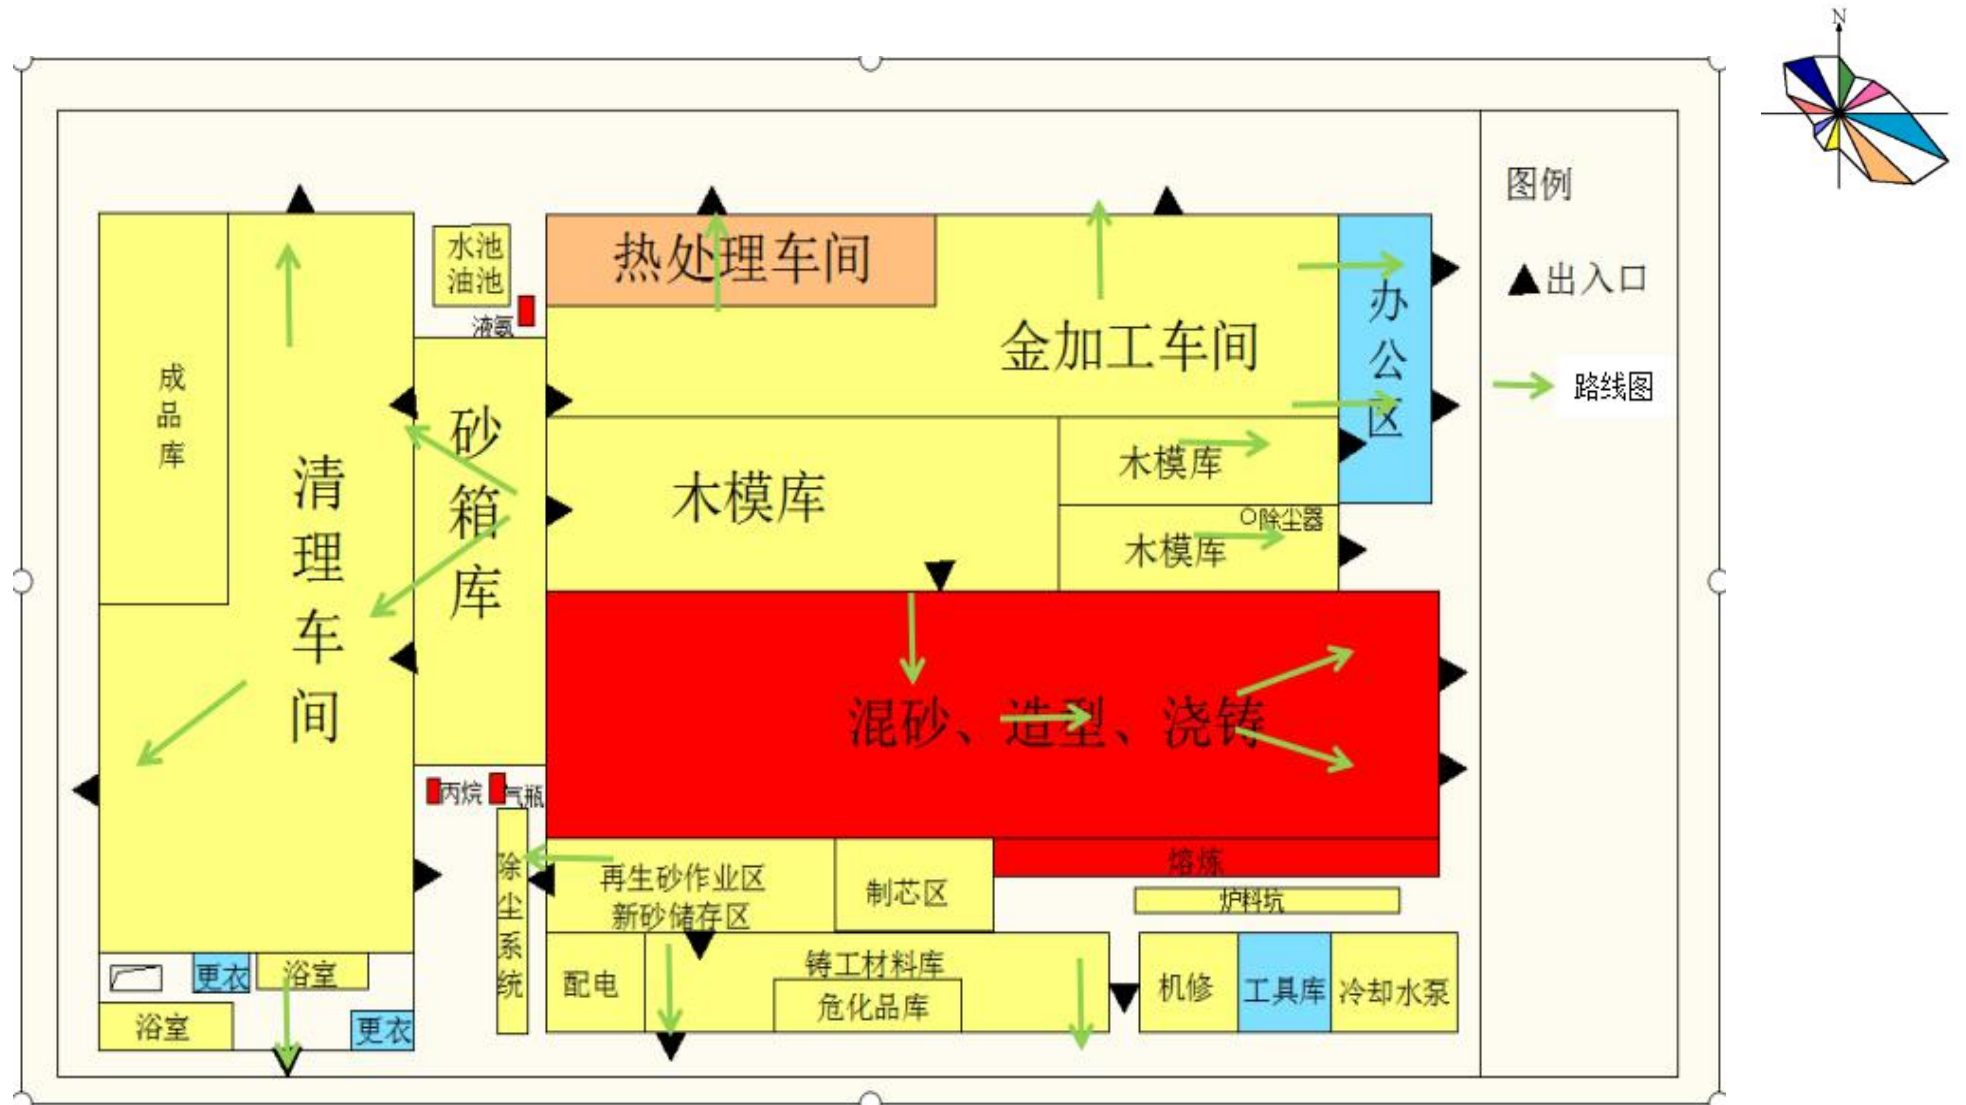 N
图例
出入口
路线图
水池
油池
液氨
热处理车间
金加工车间
办公区
成品库
清理车间
砂箱库
木模库
木模库
除尘器
木模库
混砂、造型、浇铸
丙烷
气瓶
除尘系统
再生砂作业区
新砂储存区
制芯区
熔炼
炉料坑
更衣
浴室
浴室
更衣
配电
铸工材料库
危化品库
机修
工具库
冷却水泵